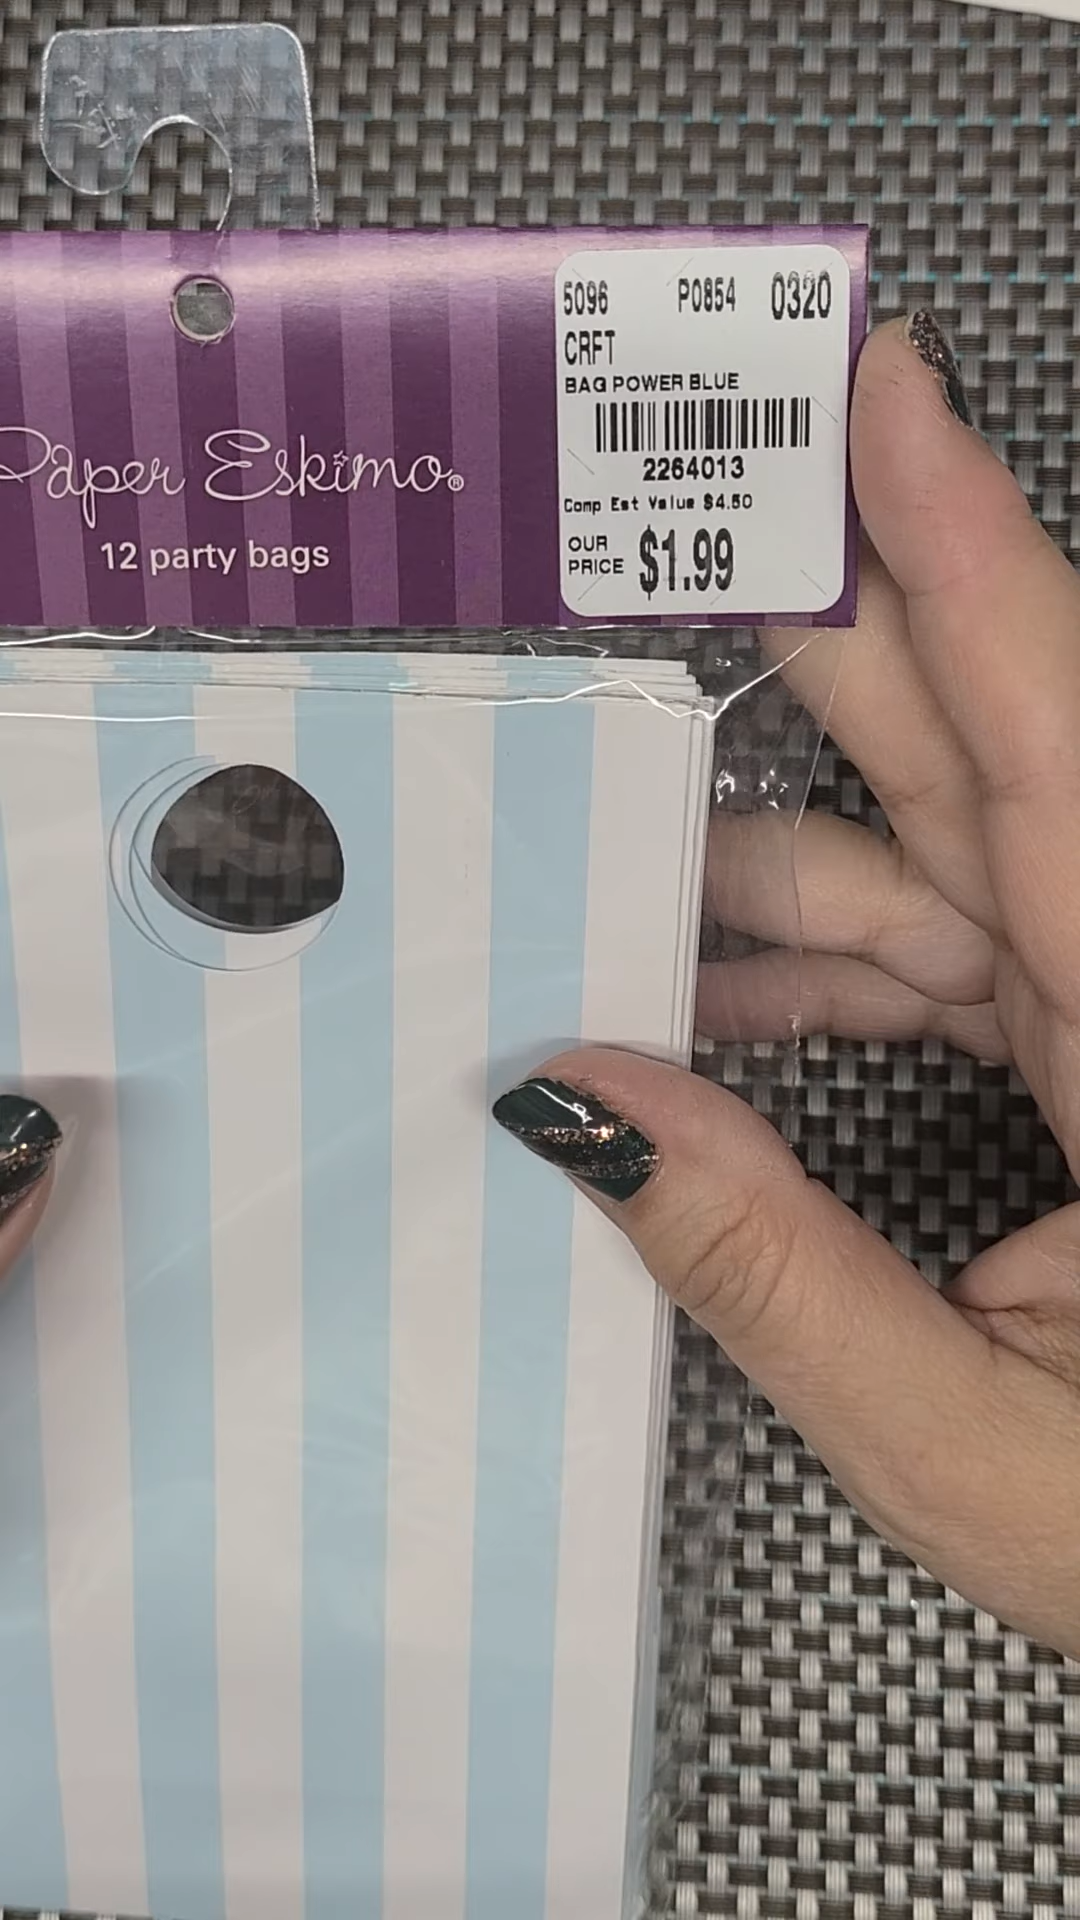 5096 P0854 0320
CRFT
BAG POWER BLUE
2264013
Comp Est Value $4.50
OUR PRICE $1.99
Paper Eskimo®
12 party bags